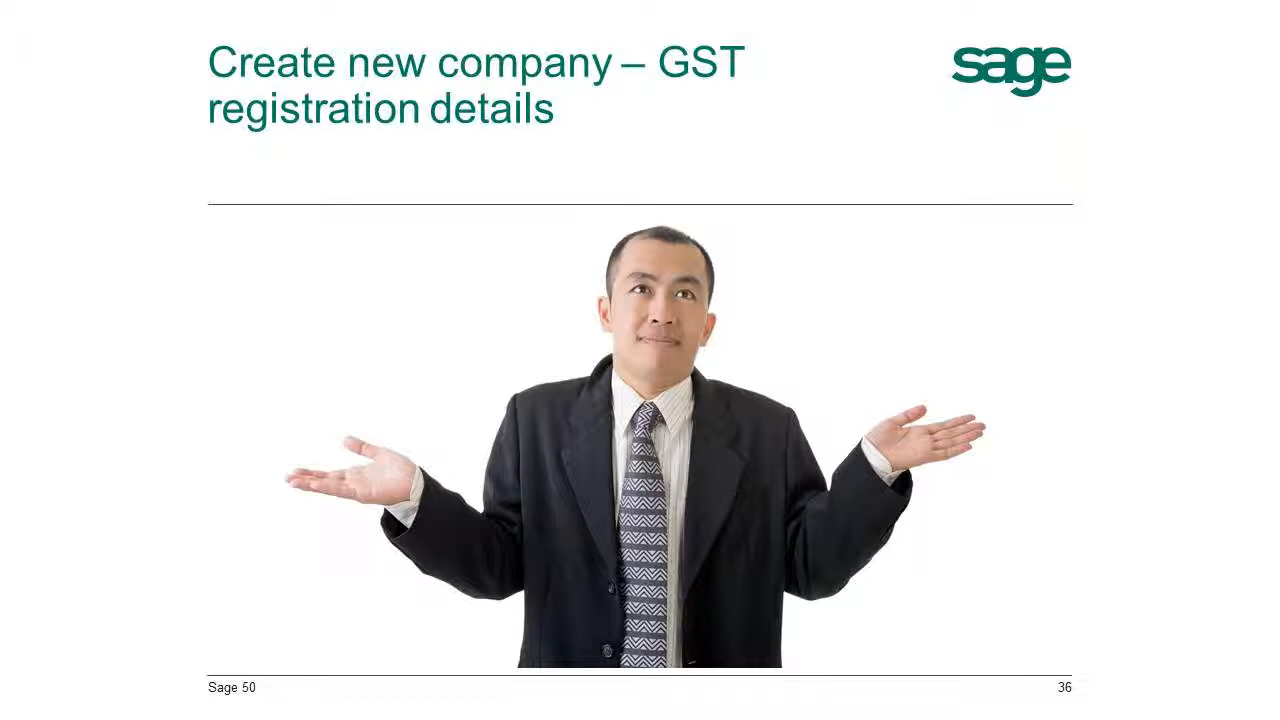 Create new company – GST
registration details
sage
Sage 50
36